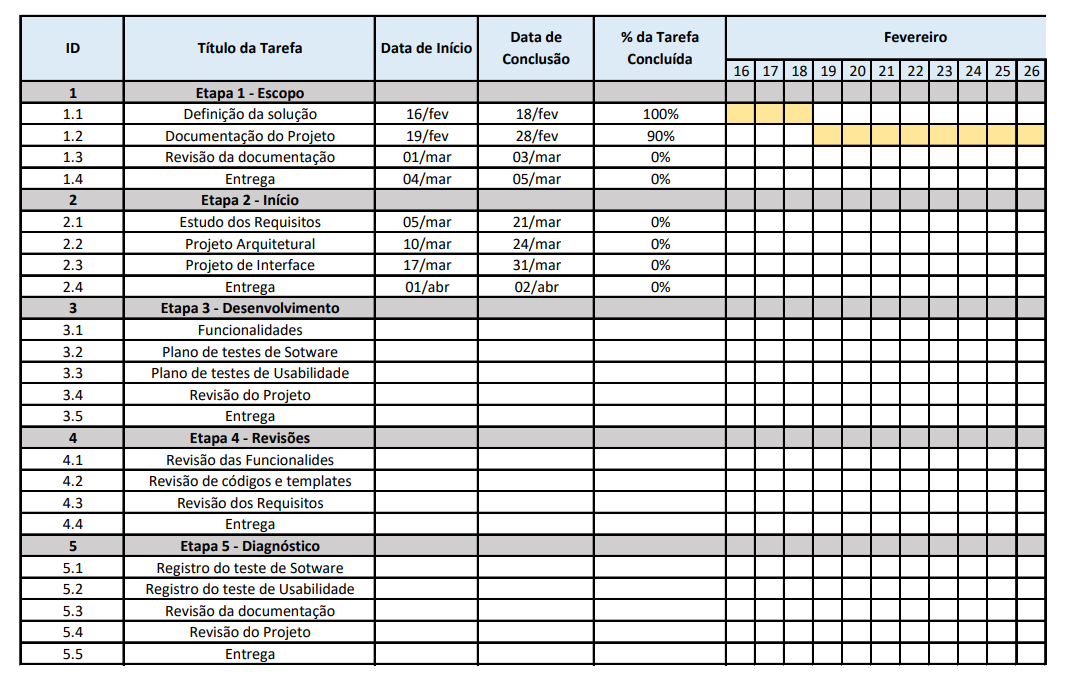 ID Título da Tarefa Data de Início Data de Conclusão % da Tarefa Concluída Fevereiro
16 17 18 19 20 21 22 23 24 25 26
1 Etapa 1 - Escopo
1.1 Definição da solução 16/fev 18/fev 100%
1.2 Documentação do Projeto 19/fev 28/fev 90%
1.3 Revisão da documentação 01/mar 03/mar 0%
1.4 Entrega 04/mar 05/mar 0%
2 Etapa 2 - Início
2.1 Estudo dos Requisitos 05/mar 21/mar 0%
2.2 Projeto Arquitetural 10/mar 24/mar 0%
2.3 Projeto de Interface 17/mar 31/mar 0%
2.4 Entrega 01/abr 02/abr 0%
3 Etapa 3 - Desenvolvimento
3.1 Funcionalidades
3.2 Plano de testes de Sotware
3.3 Plano de testes de Usabilidade
3.4 Revisão do Projeto
3.5 Entrega
4 Etapa 4 - Revisões
4.1 Revisão das Funcionalides
4.2 Revisão de códigos e templates
4.3 Revisão dos Requisitos
4.4 Entrega
5 Etapa 5 - Diagnóstico
5.1 Registro do teste de Sotware
5.2 Registro do teste de Usabilidade
5.3 Revisão da documentação
5.4 Revisão do Projeto
5.5 Entrega